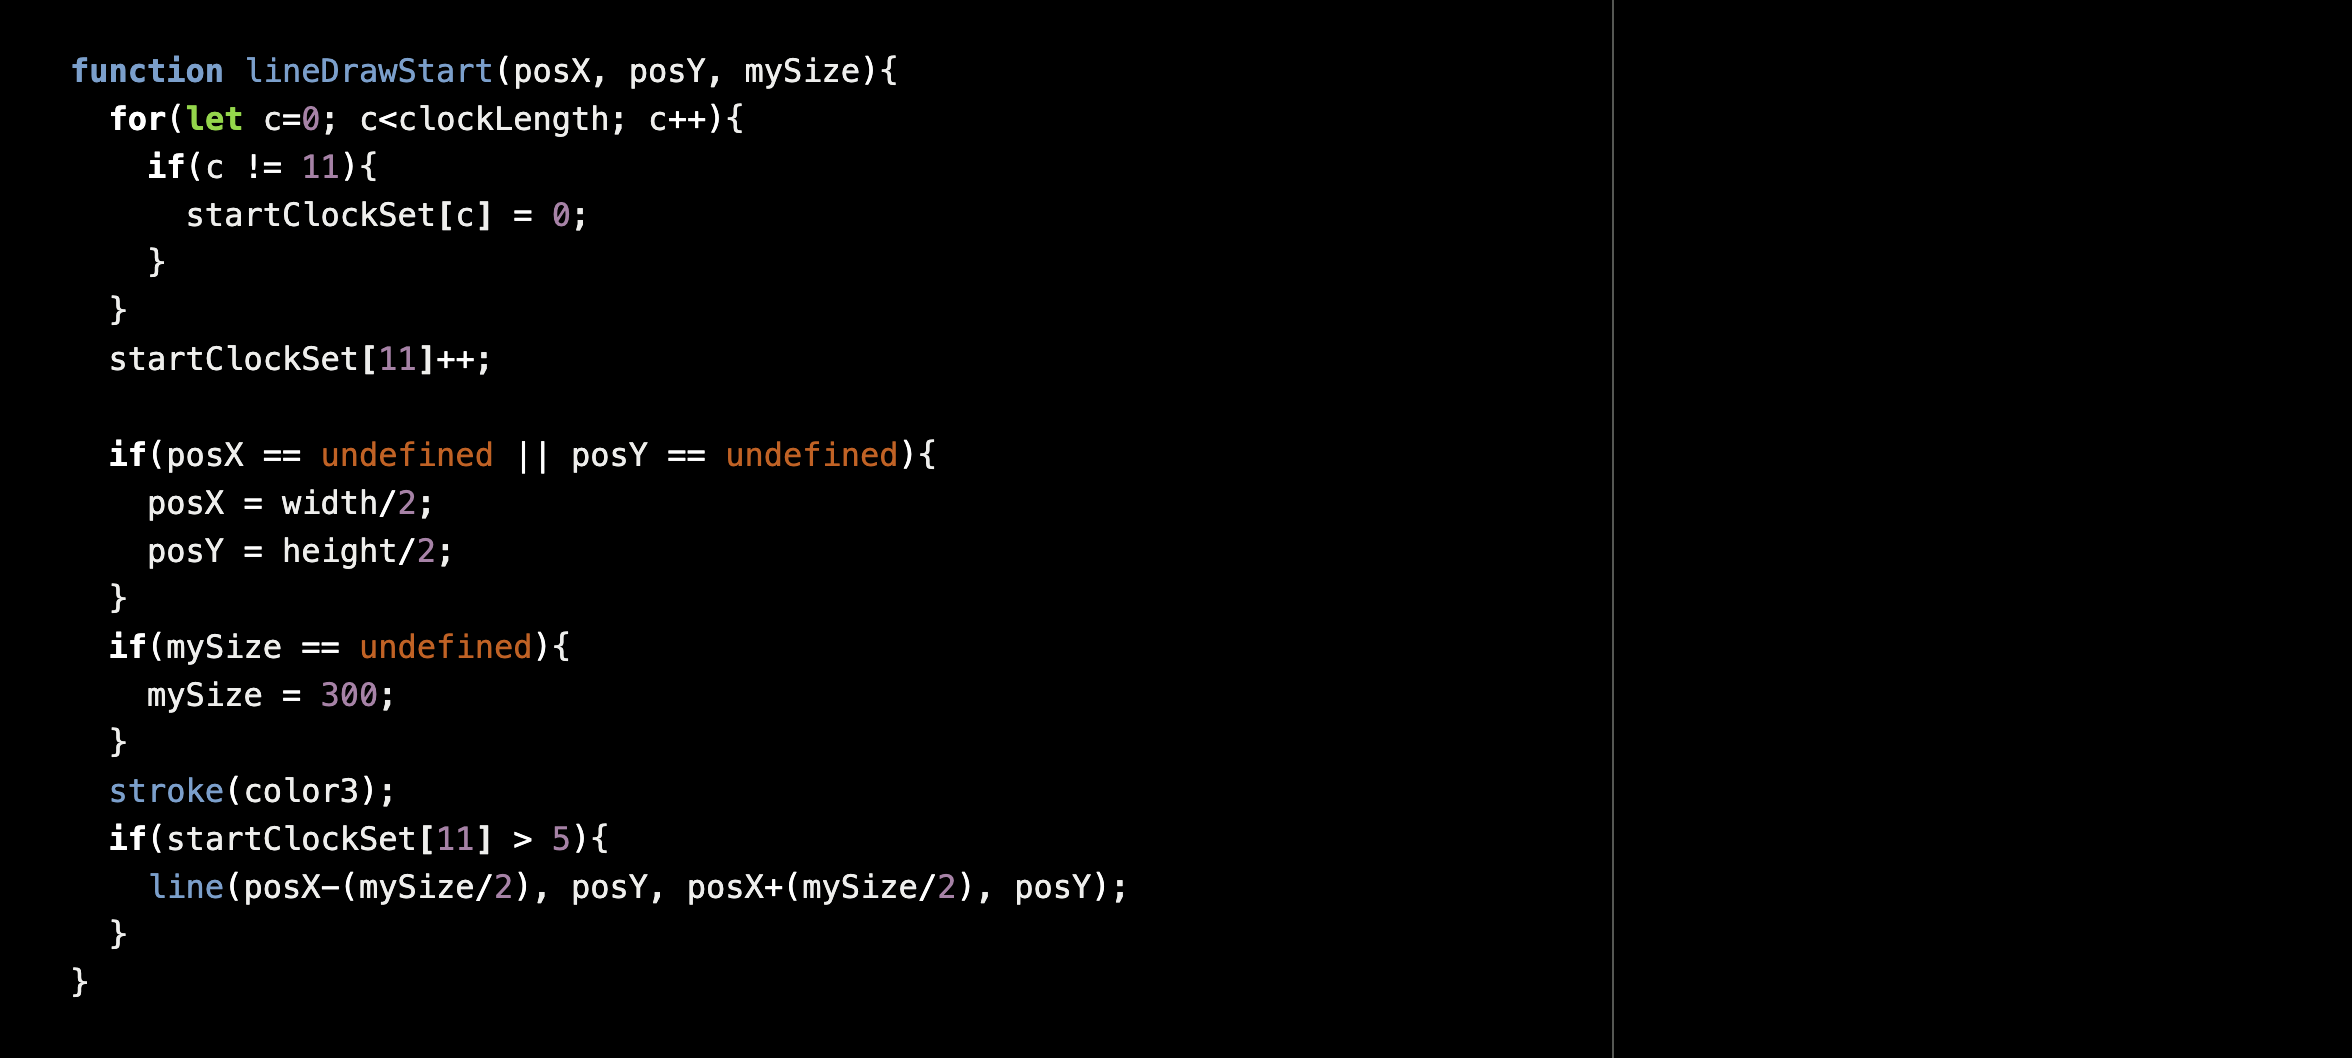 function lineDrawStart(posX, posY, mySize){
  for(let c=0; c<clockLength; c++){
    if(c != 11){
      startClockSet[c] = 0;
    }
  }
  startClockSet[11]++;

  if(posX == undefined || posY == undefined){
    posX = width/2;
    posY = height/2;
  }
  if(mySize == undefined){
    mySize = 300;
  }
  stroke(color3);
  if(startClockSet[11] > 5){
    line(posX-(mySize/2), posY, posX+(mySize/2), posY);
  }
}